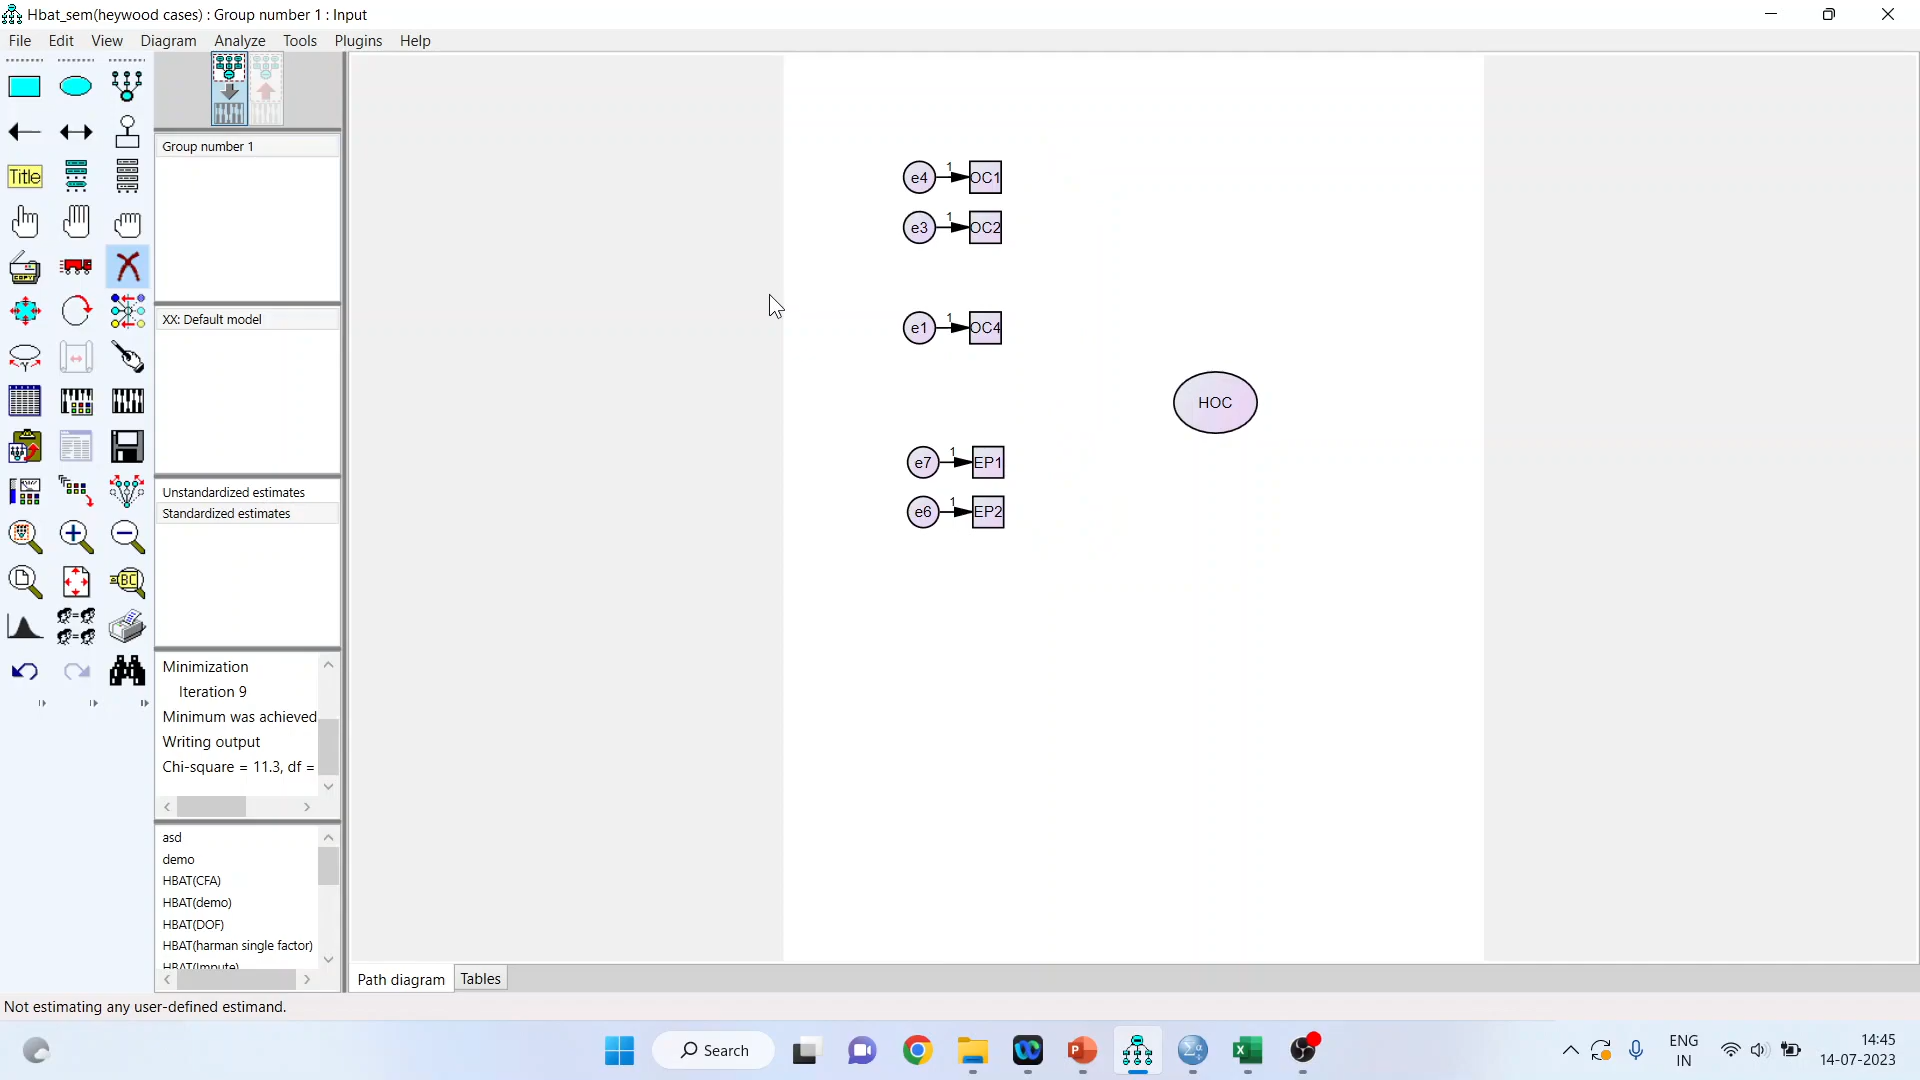 Hbat_sem(heywood cases) : Group number 1 : Input
File Edit View Diagram Analyze Tools Plugins Help
Title
COPY
BC
Group number 1
XX: Default model
Unstandardized estimates
Standardized estimates
Minimization
Iteration 9
Minimum was achieved
Writing output
Chi-square = 11.3, df =
asd
demo
HBAT(CFA)
HBAT(demo)
HBAT(DOF)
HBAT(harman single factor)
HBAT(Impute)
e4 1 OC1
e3 1 OC2
e1 1 OC4
HOC
e7 1 EP1
e6 1 EP2
Path diagram Tables
Not estimating any user-defined estimand.
Search
ENG
IN
14:45
14-07-2023